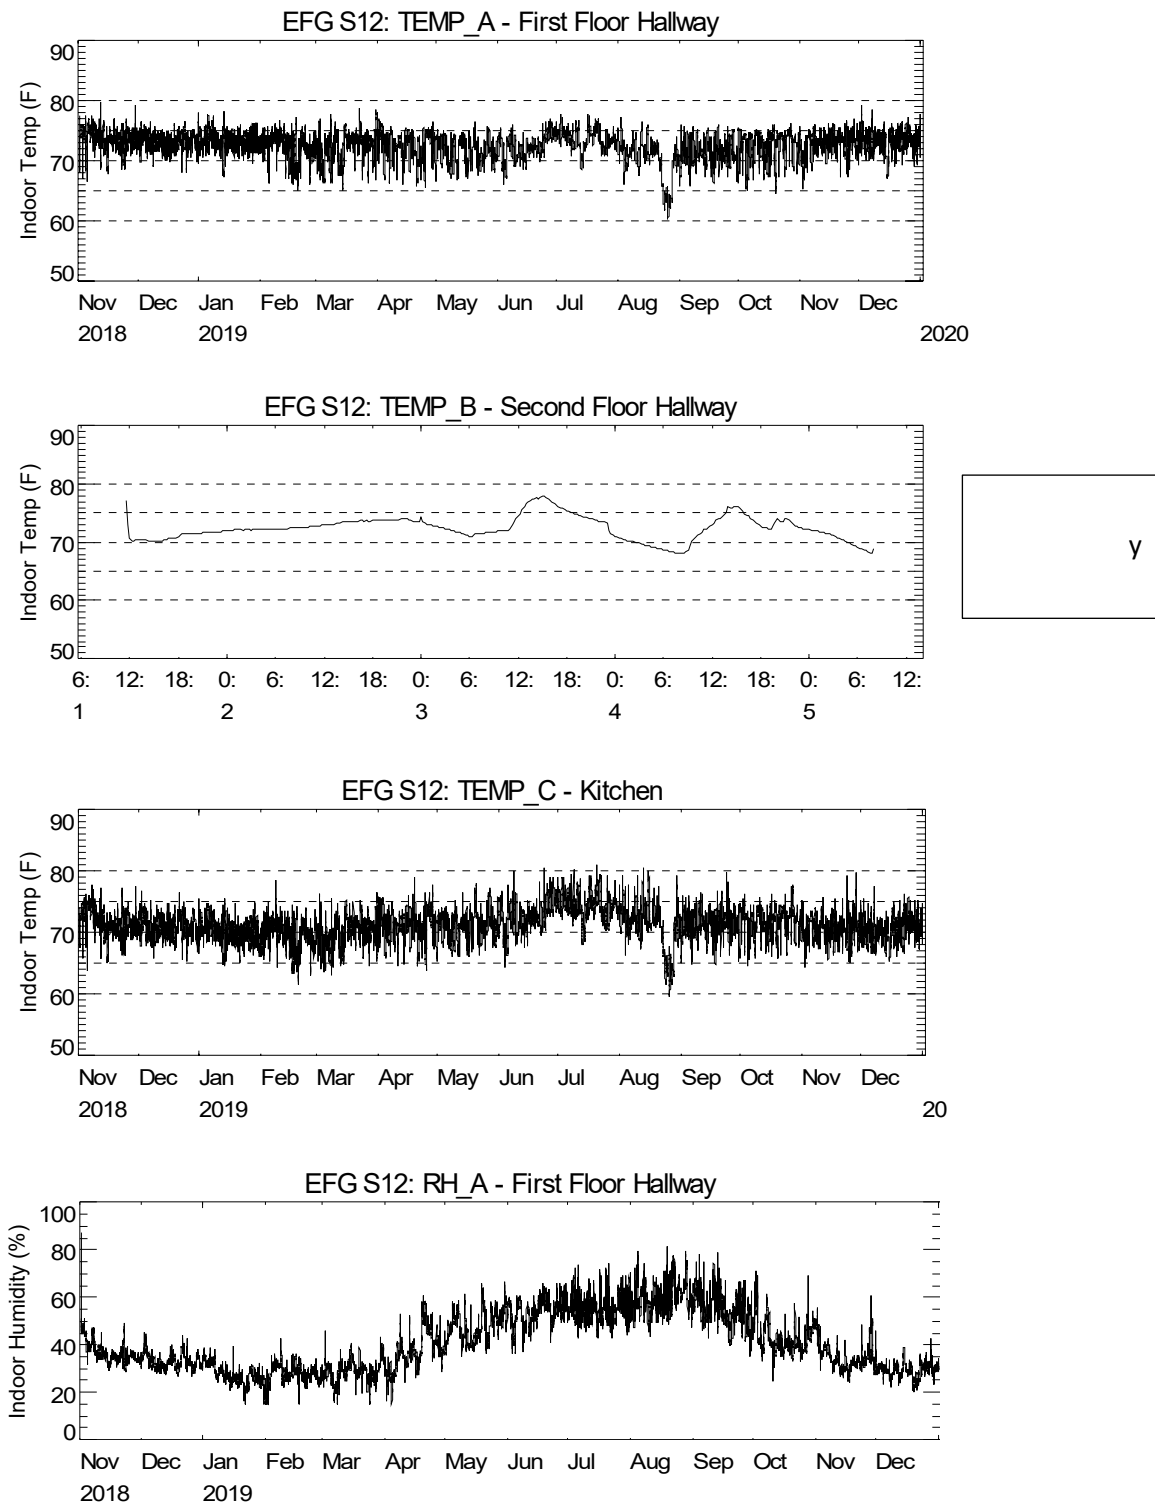 EFG S12: TEMP_A - First Floor Hallway
Indoor Temp (F)
90
80
70
60
50
Nov Dec Jan Feb Mar Apr May Jun Jul Aug Sep Oct Nov Dec
2018 2019 2020
EFG S12: TEMP_B - Second Floor Hallway
Indoor Temp (F)
90
80
70
60
50
6: 12: 18: 0: 6: 12: 18: 0: 6: 12: 18: 0: 6: 12: 18: 0: 6: 12:
1 2 3 4 5
y
EFG S12: TEMP_C - Kitchen
Indoor Temp (F)
90
80
70
60
50
Nov Dec Jan Feb Mar Apr May Jun Jul Aug Sep Oct Nov Dec
2018 2019 20
EFG S12: RH_A - First Floor Hallway
Indoor Humidity (%)
100
80
60
40
20
0
Nov Dec Jan Feb Mar Apr May Jun Jul Aug Sep Oct Nov Dec
2018 2019